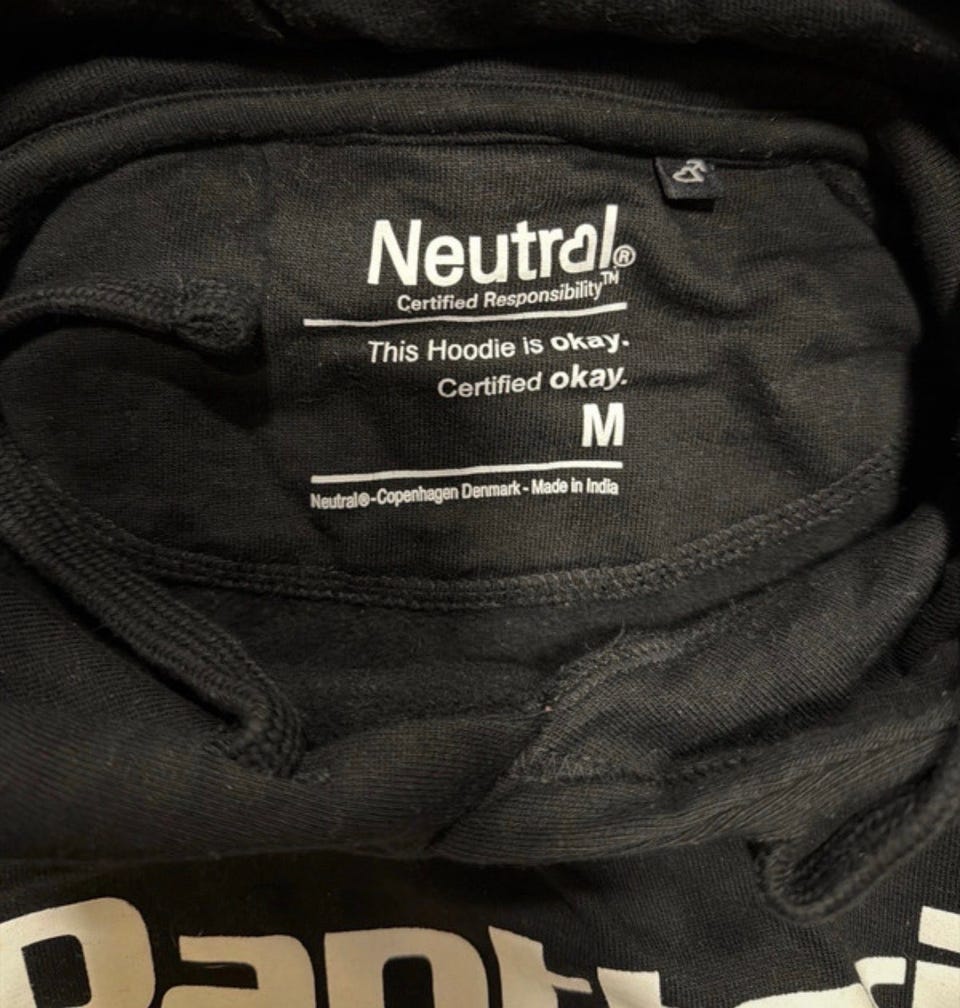 Neutral®
Certified Responsibility™
This Hoodie is okay.
Certified okay.
M
Neutral®-Copenhagen Denmark - Made in India